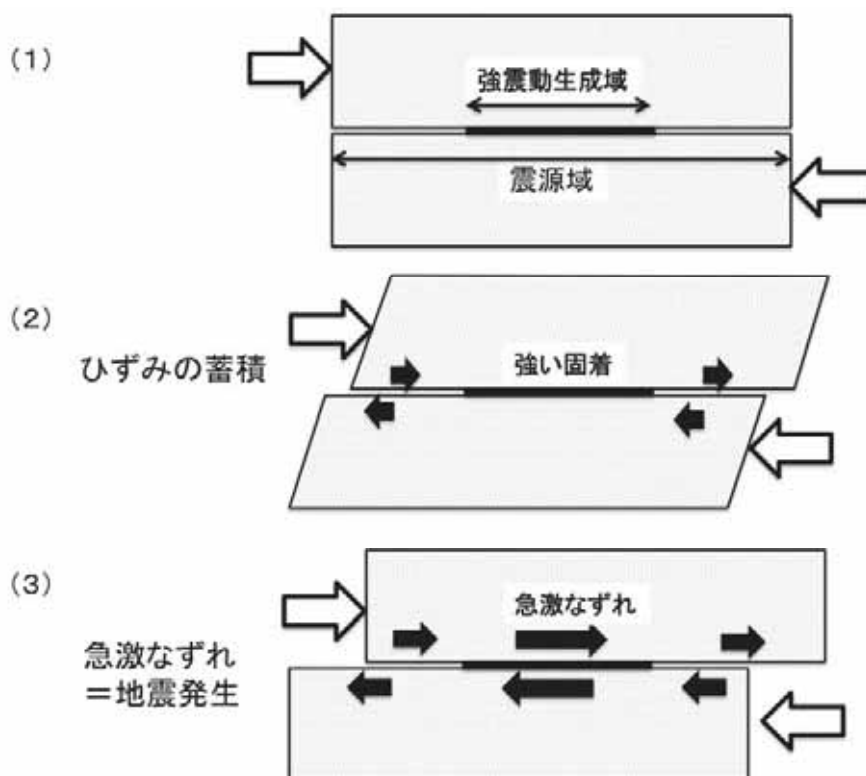 (1)
強震動生成域
震源域
(2)
ひずみの蓄積
強い固着
(3)
急激なずれ
急激なずれ
＝地震発生